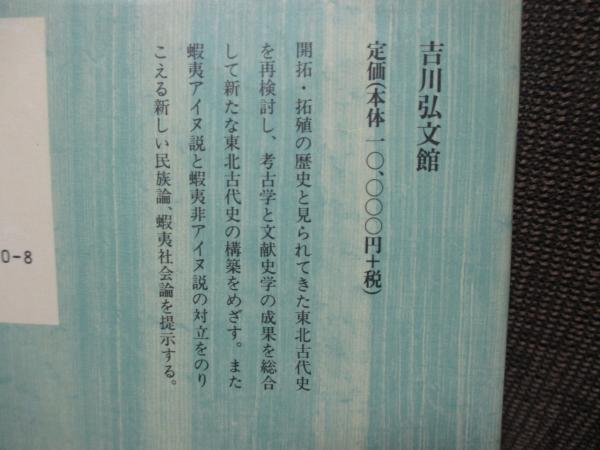 吉川弘文館
定価(本体 一〇、〇〇〇円+税)
開拓・拓殖の歴史と見られてきた東北古代史
を再検討し、考古学と文献史学の成果を総合
して新たな東北古代史の構築をめざす。また
蝦夷アイヌ説と蝦夷非アイヌ説の対立をのり
こえる新しい民族論、蝦夷社会論を提示する。
0-8